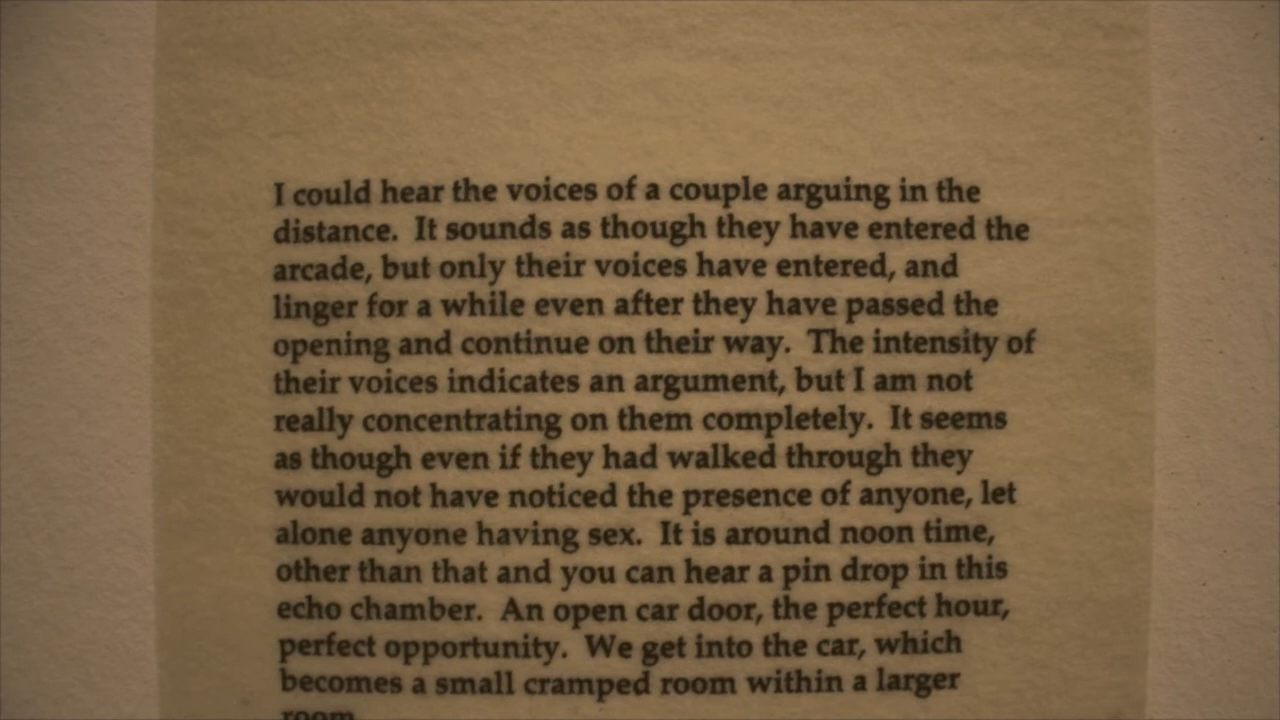 I could hear the voices of a couple arguing in the
distance.  It sounds as though they have entered the
arcade, but only their voices have entered, and
linger for a while even after they have passed the
opening and continue on their way.  The intensity of
their voices indicates an argument, but I am not
really concentrating on them completely.  It seems
as though even if they had walked through they
would not have noticed the presence of anyone, let
alone anyone having sex.  It is around noon time,
other than that and you can hear a pin drop in this
echo chamber.  An open car door, the perfect hour,
perfect opportunity.  We get into the car, which
becomes a small cramped room within a larger
room.